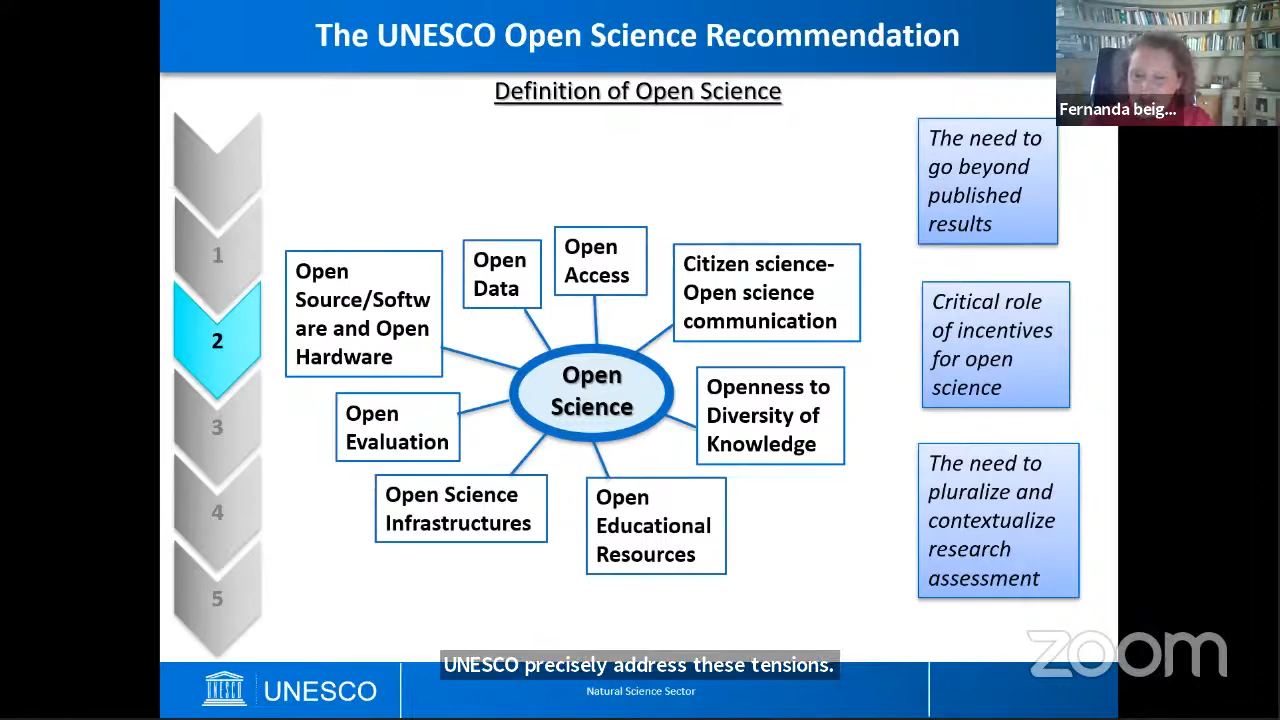 The UNESCO Open Science Recommendation
Fernanda beig...
Definition of Open Science
1
2
3
4
5
Open
Source/Softw
are and Open
Hardware
Open
Data
Open
Access
Citizen science-
Open science
communication
Open
Science
Openness to
Diversity of
Knowledge
Open
Evaluation
Open Science
Infrastructures
Open
Educational
Resources
The need to
go beyond
published
results
Critical role
of incentives
for open
science
The need to
pluralize and
contextualize
research
assessment
zoom
UNESCO precisely address these tensions.
UNESCO
Natural Science Sector